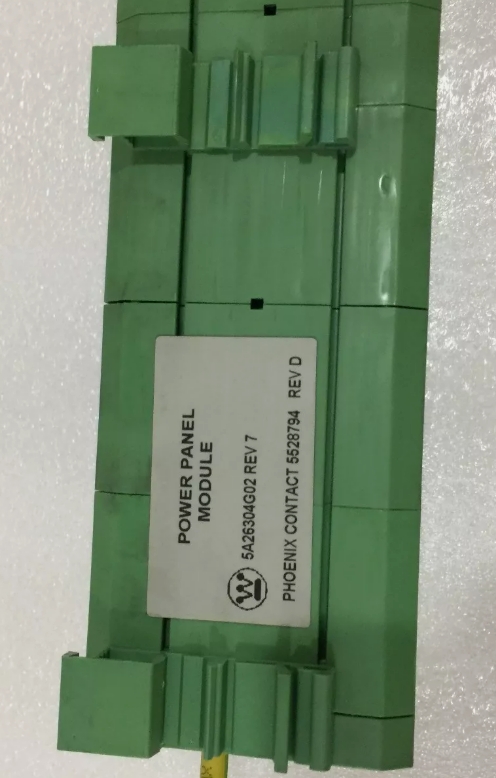 POWER PANEL
MODULE
5A26304G02 REV 7
PHOENIX CONTACT 5528794 REV D